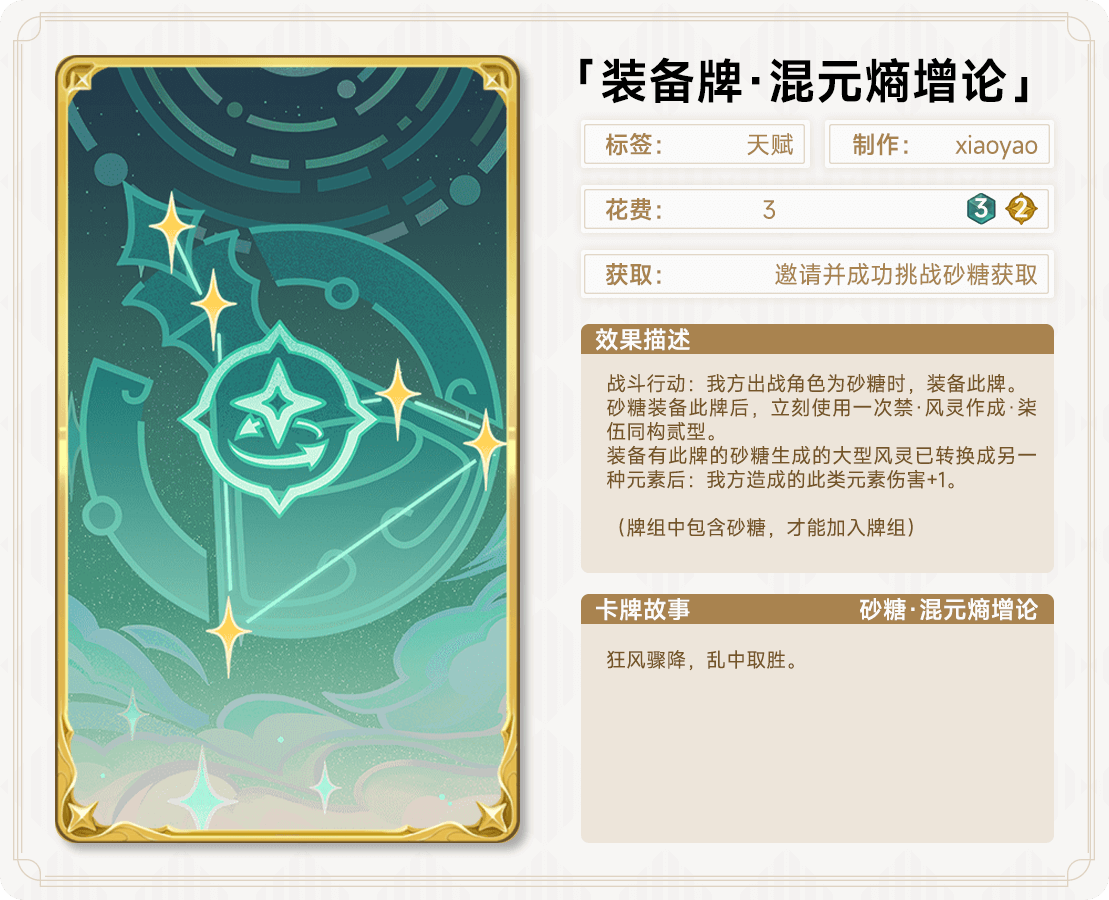 「装备牌·混元熵增论」
标签： 天赋 制作： xiaoyao
花费： 3 3 2
获取： 邀请并成功挑战砂糖获取
效果描述
战斗行动：我方出战角色为砂糖时，装备此牌。
砂糖装备此牌后，立刻使用一次禁·风灵作成·柒
伍同构贰型。
装备有此牌的砂糖生成的大型风灵已转换成另一
种元素后：我方造成的此类元素伤害+1。
（牌组中包含砂糖，才能加入牌组）
卡牌故事 砂糖·混元熵增论
狂风骤降，乱中取胜。